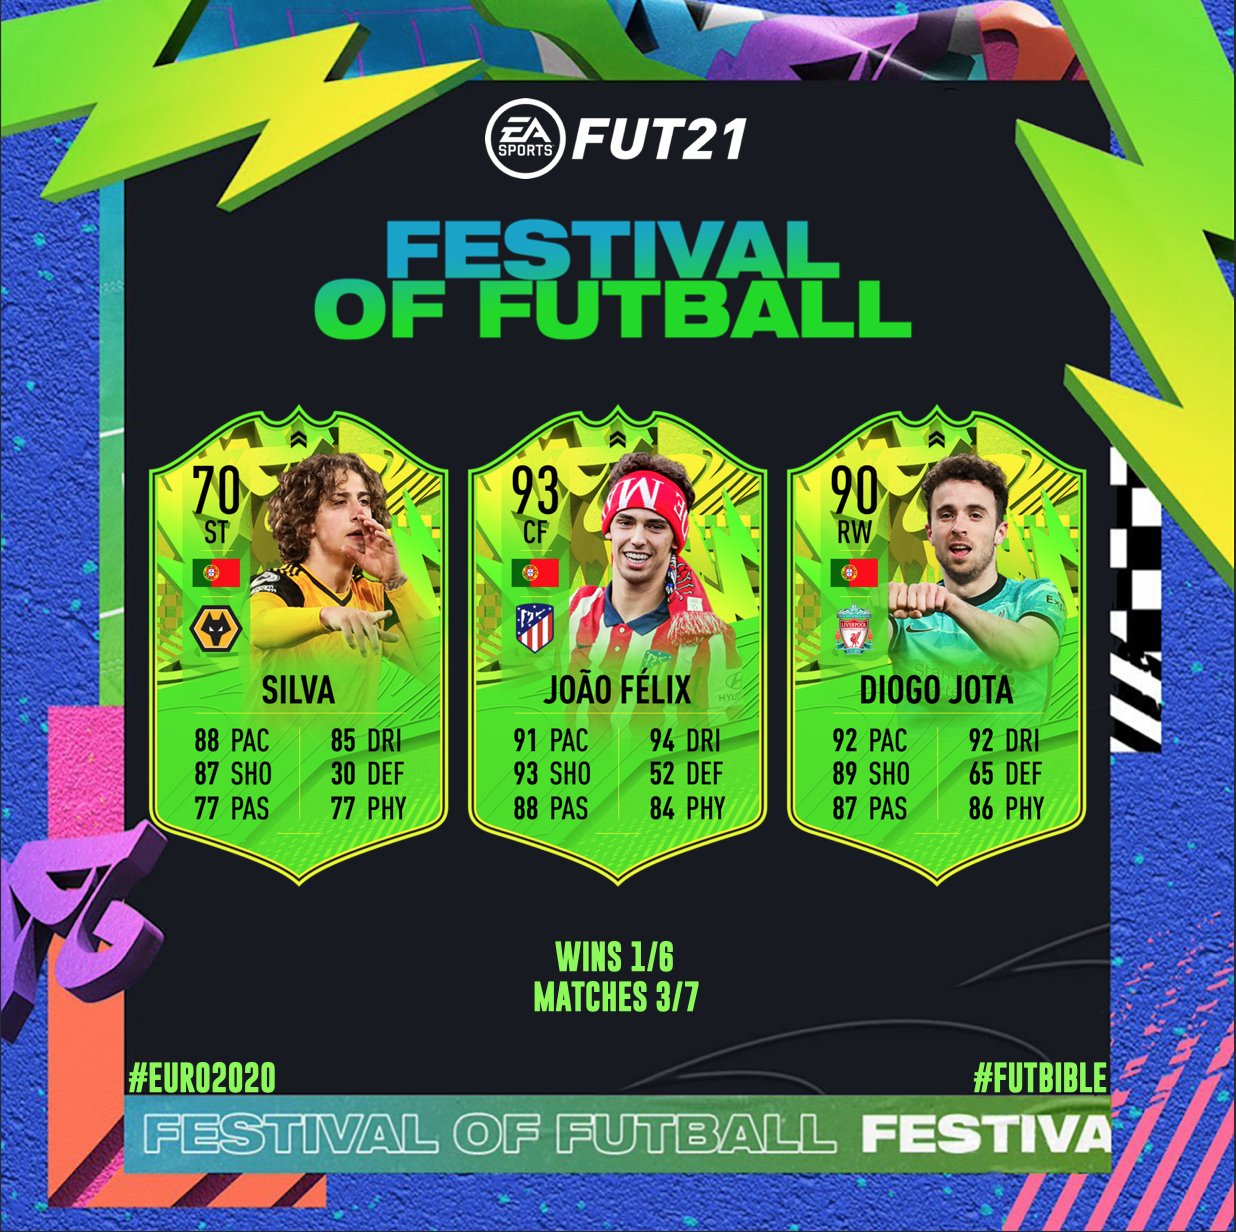 EA SPORTS FUT21
FESTIVAL
OF FUTBALL
70
ST
SILVA
88 PAC 85 DRI
87 SHO 30 DEF
77 PAS 77 PHY
93
CF
M
JOÃO FÉLIX
91 PAC 94 DRI
93 SHO 52 DEF
88 PAS 84 PHY
90
RW
LIVERPOOL
DIOGO JOTA
92 PAC 92 DRI
89 SHO 65 DEF
87 PAS 86 PHY
WINS 1/6
MATCHES 3/7
#EURO2020
#FUTBIBLE
FESTIVAL OF FUTBALL FESTIVA